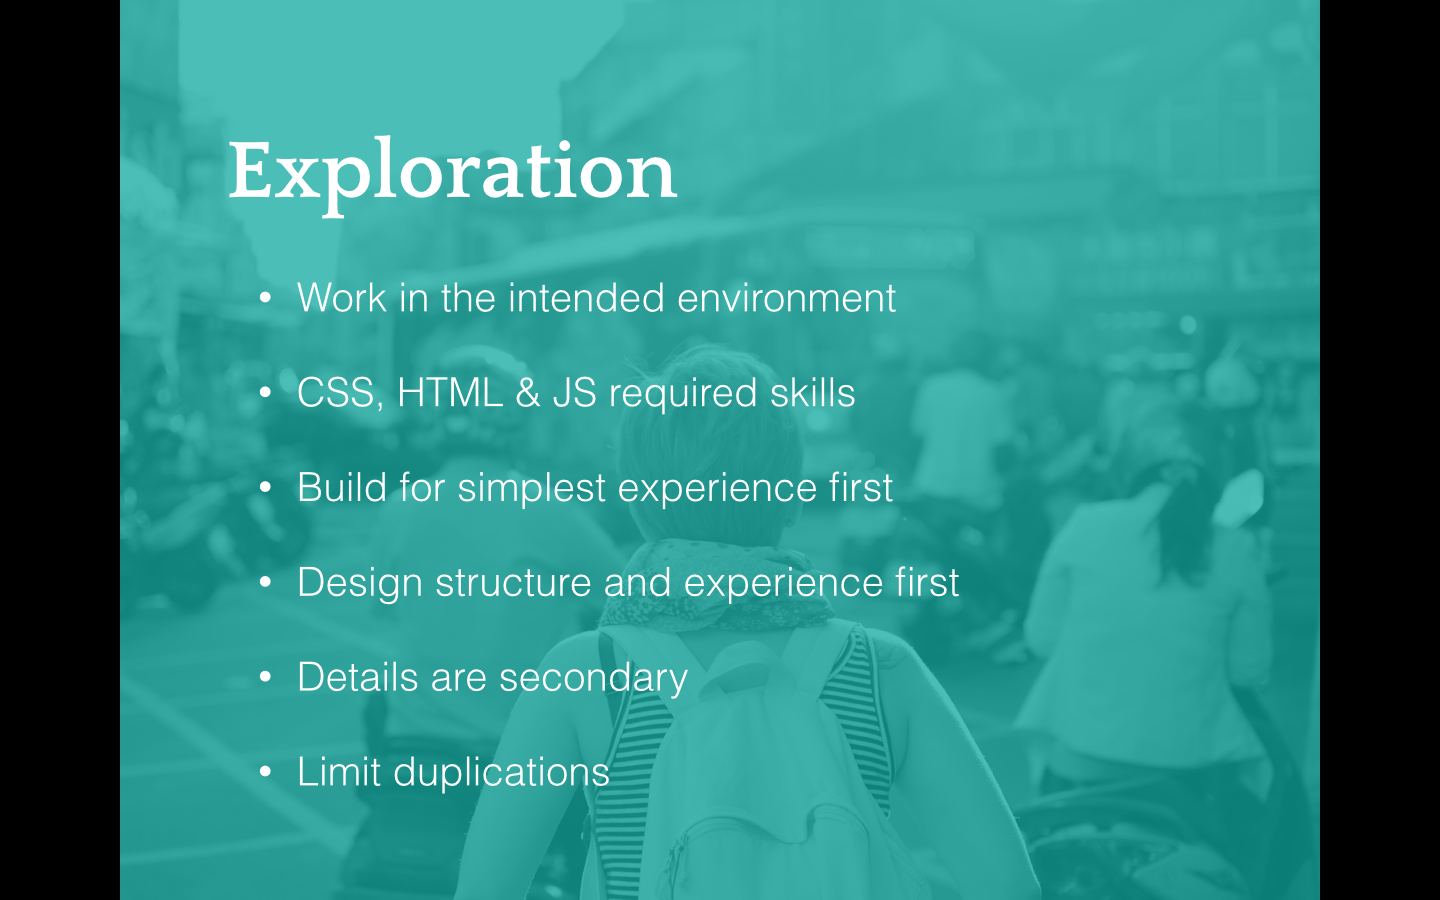 Exploration
• Work in the intended environment
• CSS, HTML & JS required skills
• Build for simplest experience first
• Design structure and experience first
• Details are secondary
• Limit duplications